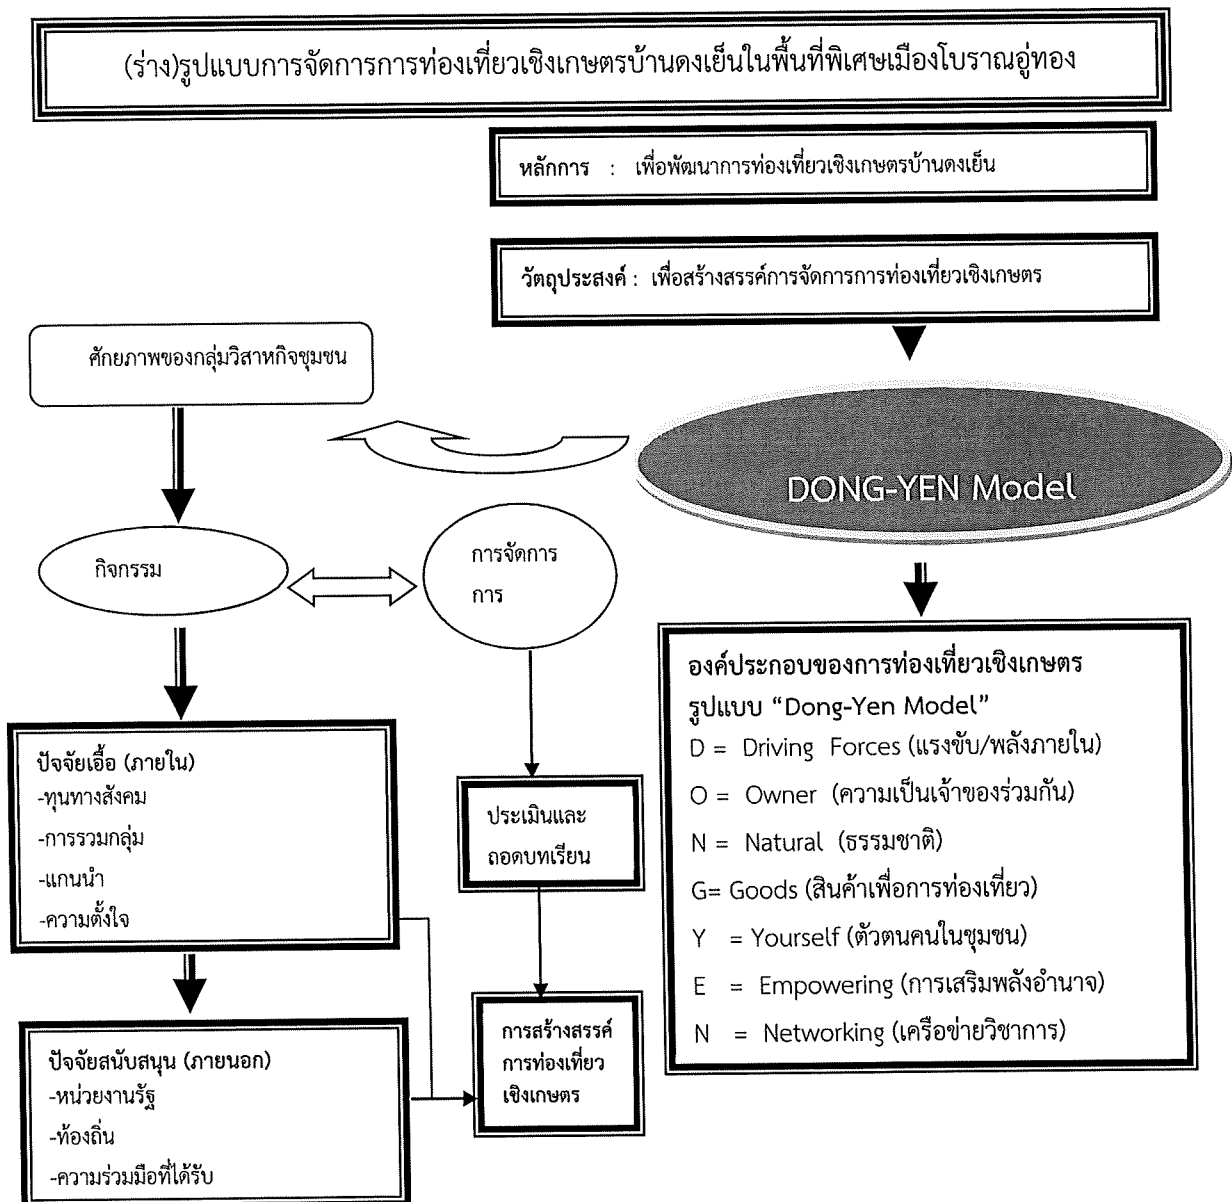 (ร่าง)รูปแบบการจัดการการท่องเที่ยวเชิงเกษตรบ้านดงเย็นในพื้นที่พิเศษเมืองโบราณอู่ทอง
หลักการ : เพื่อพัฒนาการท่องเที่ยวเชิงเกษตรบ้านดงเย็น
วัตถุประสงค์ : เพื่อสร้างสรรค์การจัดการการท่องเที่ยวเชิงเกษตร
ศักยภาพของกลุ่มวิสาหกิจชุมชน
DONG-YEN Model
กิจกรรม
การจัดการ
การ
ปัจจัยเอื้อ (ภายใน)
-ทุนทางสังคม
-การรวมกลุ่ม
-แกนนำ
-ความตั้งใจ
ปัจจัยสนับสนุน (ภายนอก)
-หน่วยงานรัฐ
-ท้องถิ่น
-ความร่วมมือที่ได้รับ
ประเมินและ
ถอดบทเรียน
การสร้างสรรค์
การท่องเที่ยว
เชิงเกษตร
องค์ประกอบของการท่องเที่ยวเชิงเกษตร
รูปแบบ “Dong-Yen Model”
D = Driving Forces (แรงขับ/พลังภายใน)
O = Owner (ความเป็นเจ้าของร่วมกัน)
N = Natural (ธรรมชาติ)
G= Goods (สินค้าเพื่อการท่องเที่ยว)
Y = Yourself (ตัวตนคนในชุมชน)
E = Empowering (การเสริมพลังอำนาจ)
N = Networking (เครือข่ายวิชาการ)